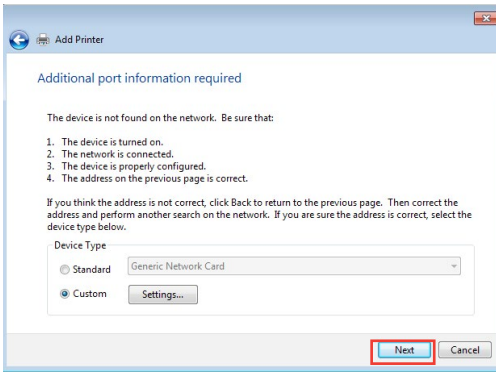 Add Printer
Additional port information required
The device is not found on the network. Be sure that:
1. The device is turned on.
2. The network is connected.
3. The device is properly configured.
4. The address on the previous page is correct.
If you think the address is not correct, click Back to return to the previous page. Then correct the
address and perform another search on the network. If you are sure the address is correct, select the
device type below.
Device Type
Standard
Generic Network Card
Custom
Settings...
Next
Cancel